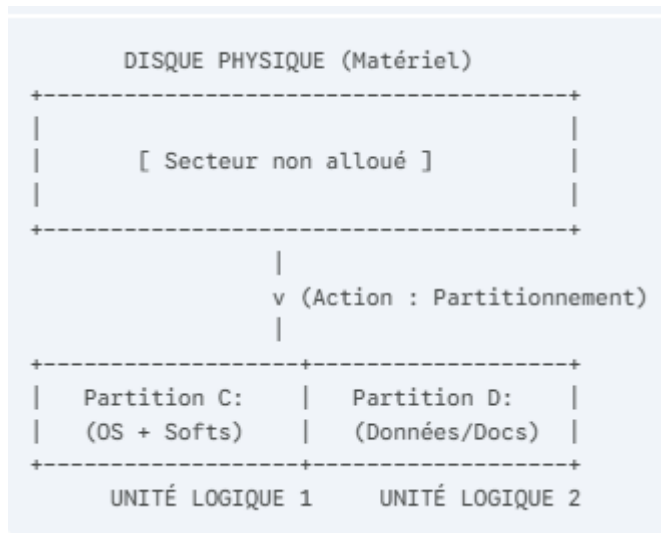 DISQUE PHYSIQUE (Matériel)
[ Secteur non alloué ]
v (Action : Partitionnement)
Partition C: | Partition D:
(OS + Softs) | (Données/Docs)
UNITÉ LOGIQUE 1 UNITÉ LOGIQUE 2